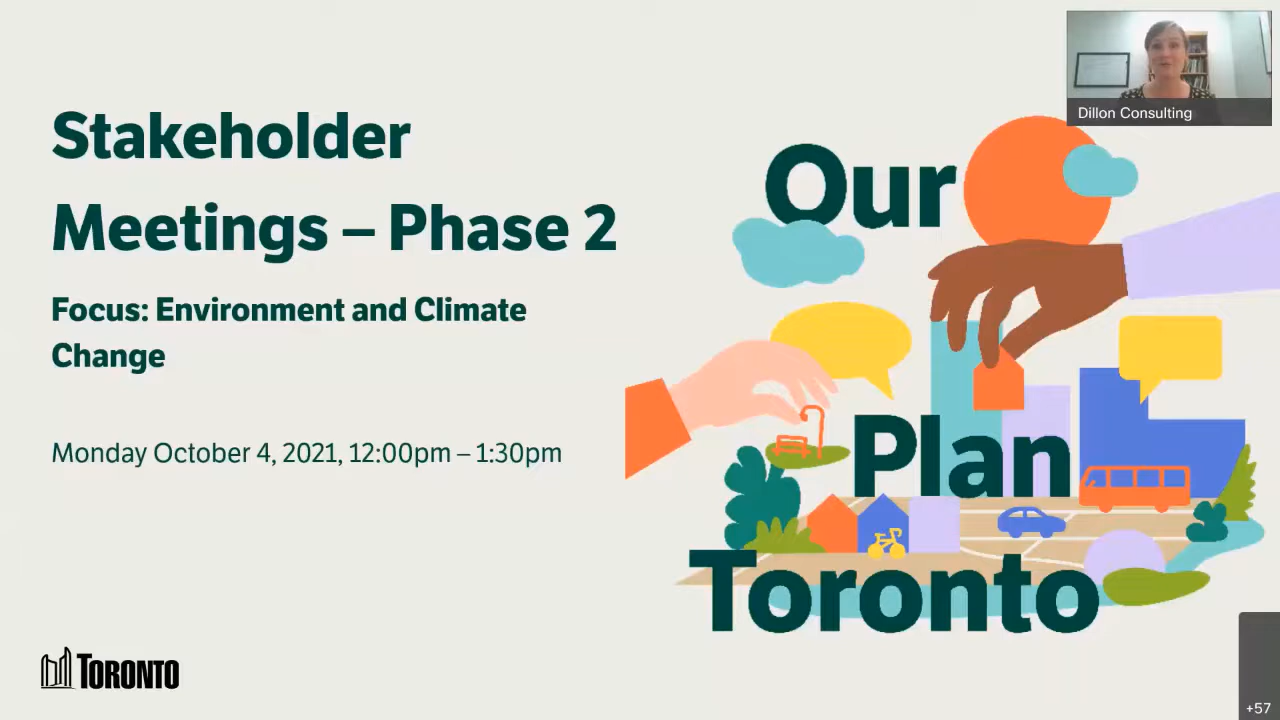 Stakeholder
Meetings – Phase 2
Focus: Environment and Climate
Change
Monday October 4, 2021, 12:00pm – 1:30pm
TORONTO
Dillon Consulting
Our
Plan
Toronto
+57